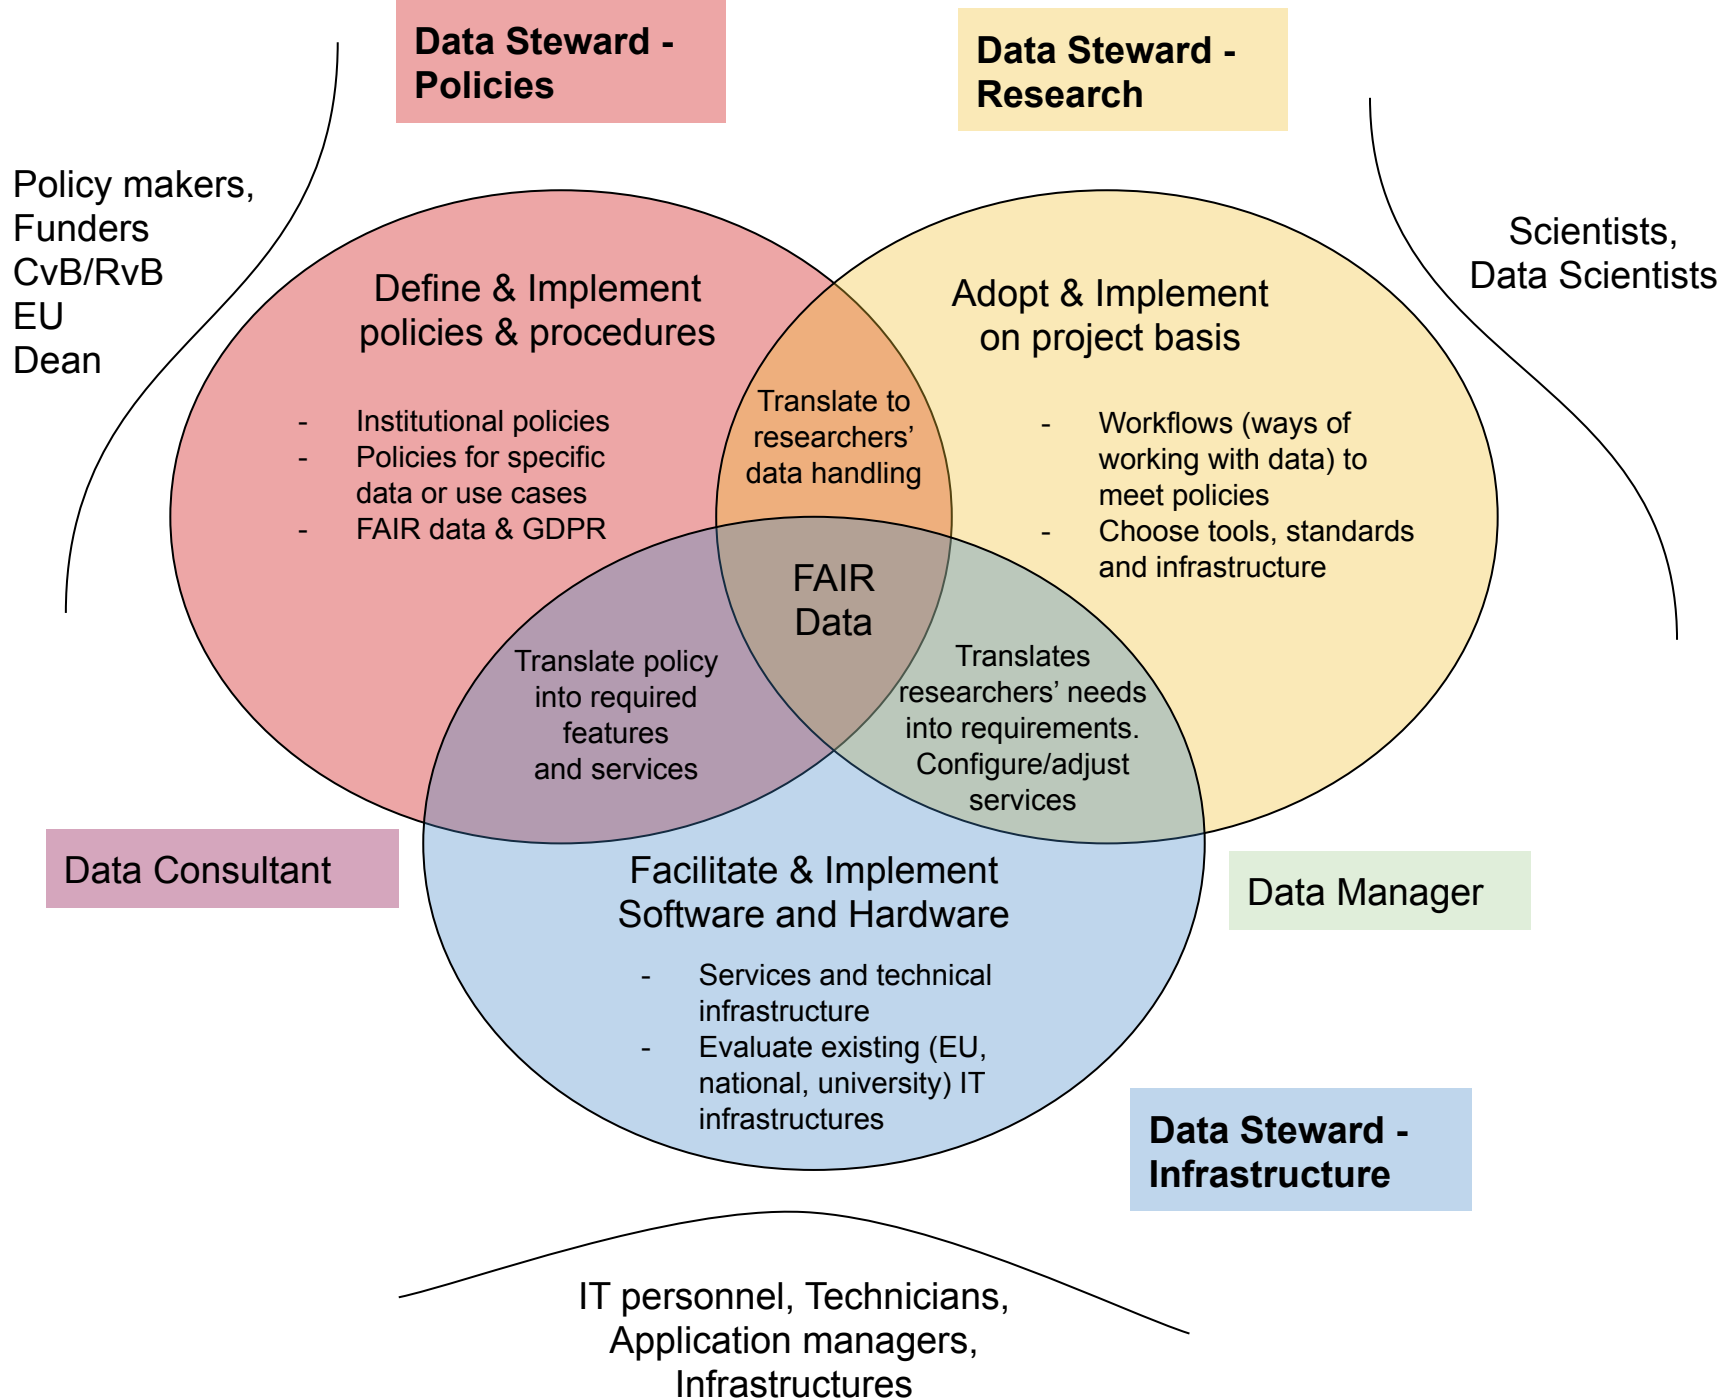 Data Steward -
Policies
Data Steward -
Research
Policy makers,
Funders
CvB/RvB
EU
Dean
Scientists,
Data Scientists
Define & Implement
policies & procedures
- Institutional policies
- Policies for specific
data or use cases
- FAIR data & GDPR
Adopt & Implement
on project basis
- Workflows (ways of
working with data) to
meet policies
- Choose tools, standards
and infrastructure
Translate to
researchers’
data handling
FAIR
Data
Translate policy
into required
features
and services
Translates
researchers’ needs
into requirements.
Configure/adjust
services
Data Consultant
Data Manager
Facilitate & Implement
Software and Hardware
- Services and technical
infrastructure
- Evaluate existing (EU,
national, university) IT
infrastructures
Data Steward -
Infrastructure
IT personnel, Technicians,
Application managers,
Infrastructures